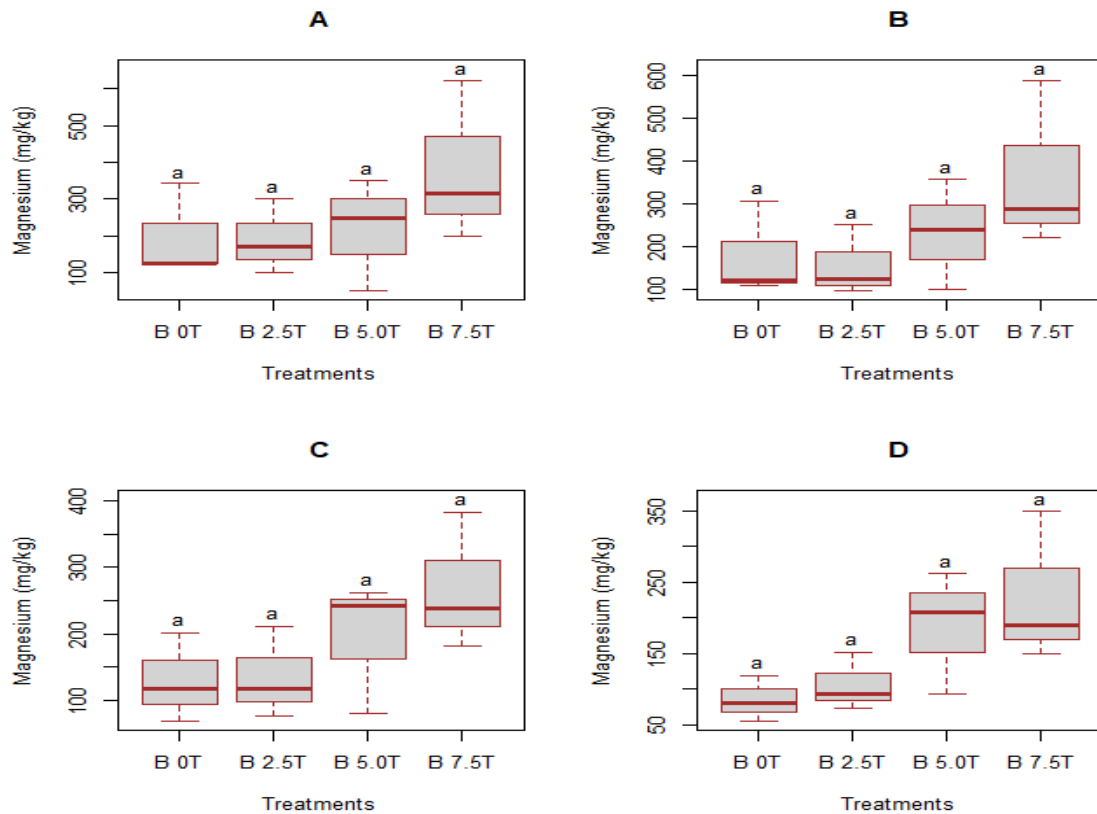 A
Magnesium (mg/kg)
500
300
100
a
a
a
a
B 0T
B 2.5T
B 5.0T
B 7.5T
Treatments
B
Magnesium (mg/kg)
600
500
400
300
200
100
a
a
a
a
B 0T
B 2.5T
B 5.0T
B 7.5T
Treatments
C
Magnesium (mg/kg)
400
300
200
100
a
a
a
a
B 0T
B 2.5T
B 5.0T
B 7.5T
Treatments
D
Magnesium (mg/kg)
350
250
150
50
a
a
a
a
B 0T
B 2.5T
B 5.0T
B 7.5T
Treatments